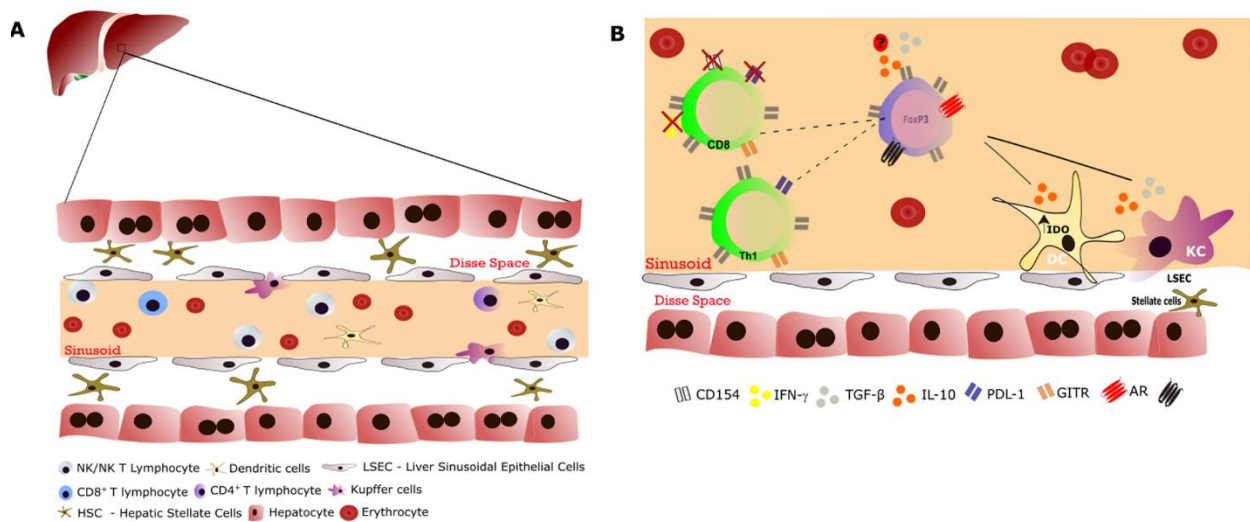 A
Disse Space
Sinusoid
NK/NK T Lymphocyte Dendritic cells LSEC - Liver Sinusoidal Epithelial Cells
CD8+ T lymphocyte CD4+ T lymphocyte Kupffer cells
HSC - Hepatic Stellate Cells Hepatocyte Erythrocyte
B
?
CD8
FoxP3
Th1
IDO
DC
KC
Sinusoid
LSEC
Disse Space
Stellate cells
CD154 IFN-γ TGF-β IL-10 PDL-1 GITR AR